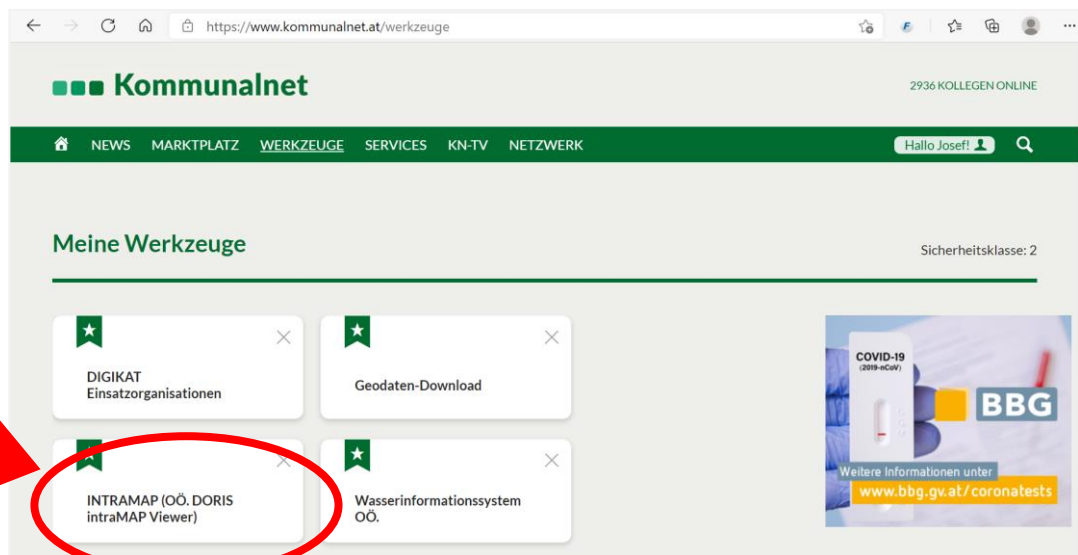 https://www.kommunalnet.at/werkzeuge
Kommunalnet
2936 KOLLEGEN ONLINE
NEWS MARKTPLATZ WERKZEUGE SERVICES KN-TV NETZWERK
Hallo Josef!
Meine Werkzeuge
Sicherheitsklasse: 2
DIGIKAT
Einsatzorganisationen
Geodaten-Download
INTRAMAP (OÖ. DORIS
intraMAP Viewer)
Wasserinformationssystem
OÖ.
COVID-19
(2019-nCoV)
BBG
Weitere Informationen unter
www.bbg.gv.at/coronatests